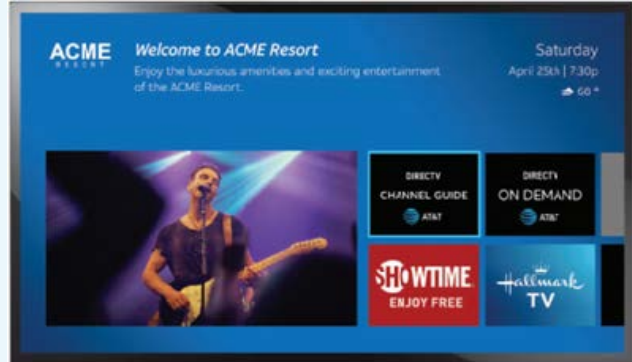 ACME
RESORT
Welcome to ACME Resort
Enjoy the luxurious amenities and exciting entertainment
of the ACME Resort.
Saturday
April 25th | 7:30p
60°
DIRECTV
CHANNEL GUIDE
AT&T
DIRECTV
ON DEMAND
AT&T
SHOWTIME
ENJOY FREE
Hallmark
TV